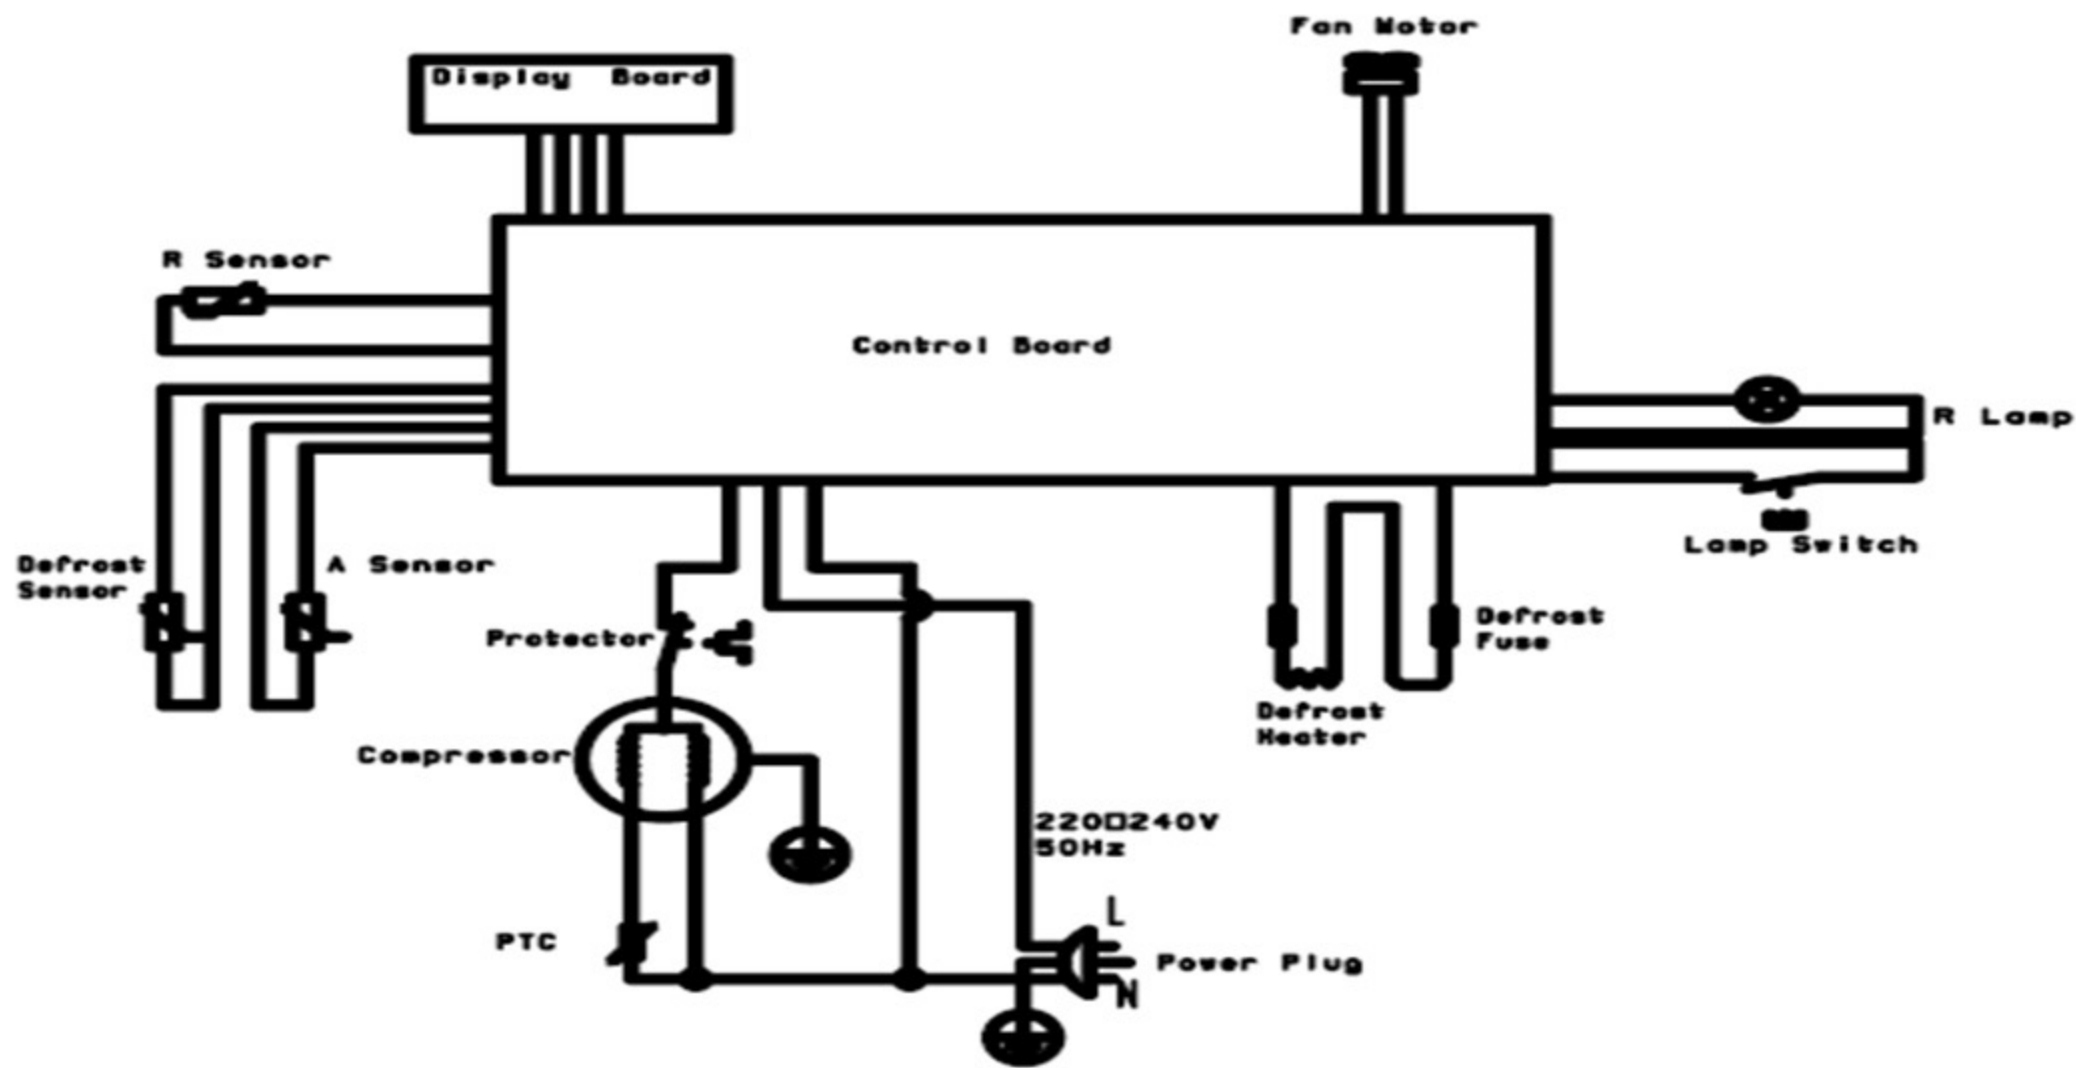 Fan Motor
Display Board
R Sensor
Control Board
R Lamp
Lamp Switch
Defrost
Sensor
A Sensor
Protector
Defrost
Fuse
Defrost
Heater
Compressor
220□240V
50Hz
L
PTC
Power Plug
N